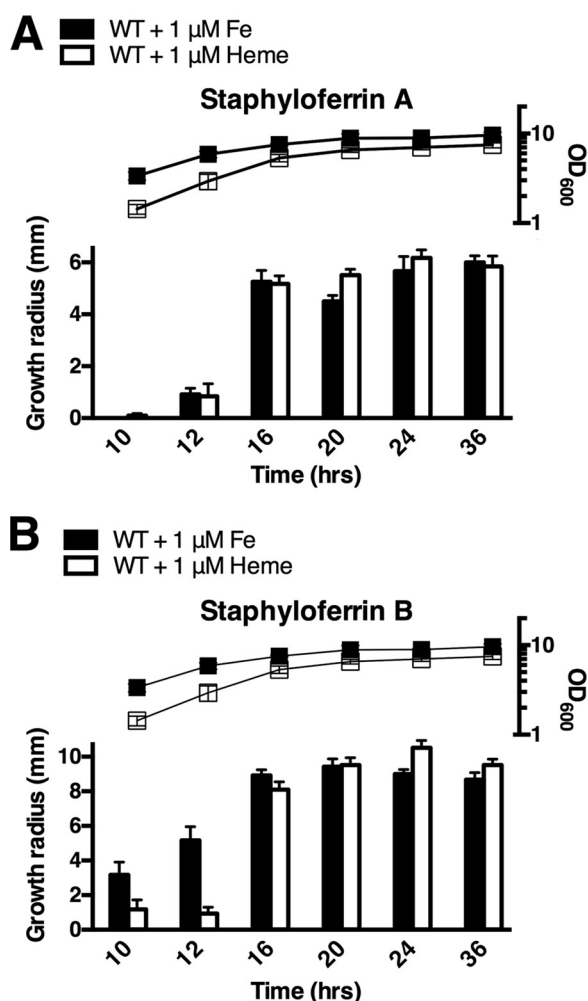 A
WT + 1 µM Fe
WT + 1 µM Heme
Staphyloferrin A
10
1
OD600
Growth radius (mm)
6
4
2
0
10 12 16 20 24 36
Time (hrs)
B
WT + 1 µM Fe
WT + 1 µM Heme
Staphyloferrin B
10
1
OD600
Growth radius (mm)
10
8
6
4
2
0
10 12 16 20 24 36
Time (hrs)